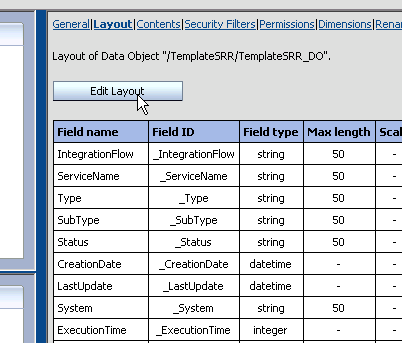 General|Layout|Contents|Security Filters|Permissions|Dimensions|Rena
Layout of Data Object "/TemplateSRR/TemplateSRR_DO".
Edit Layout
Field name Field ID Field type Max length Scal
IntegrationFlow _IntegrationFlow string 50 -
ServiceName _ServiceName string 50 -
Type _Type string 50 -
SubType _SubType string 50 -
Status _Status string 50 -
CreationDate _CreationDate datetime - -
LastUpdate _LastUpdate datetime - -
System _System string 50 -
ExecutionTime _ExecutionTime integer - -